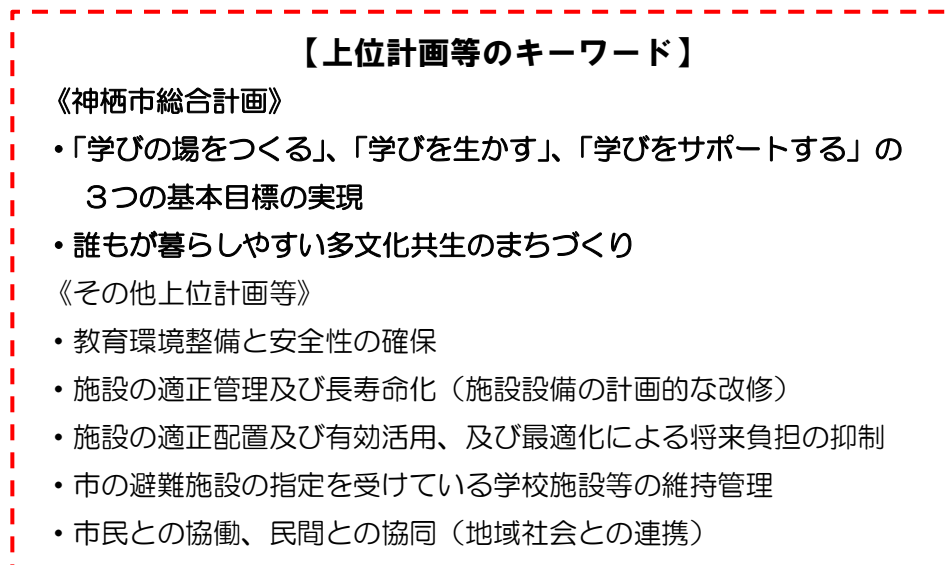 【上位計画等のキーワード】
《神栖市総合計画》
・「学びの場をつくる」、「学びを生かす」、「学びをサポートする」の
３つの基本目標の実現
・誰もが暮らしやすい多文化共生のまちづくり
《その他上位計画等》
・教育環境整備と安全性の確保
・施設の適正管理及び長寿命化（施設設備の計画的な改修）
・施設の適正配置及び有効活用、及び最適化による将来負担の抑制
・市の避難施設の指定を受けている学校施設等の維持管理
・市民との協働、民間との協同（地域社会との連携）